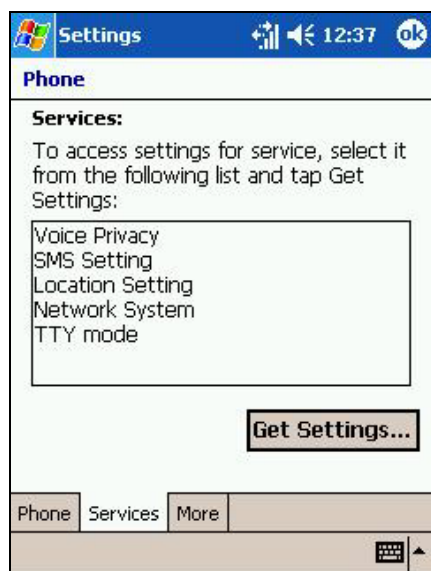 Settings 12:37 ok
Phone
Services:
To access settings for service, select it
from the following list and tap Get
Settings:
Voice Privacy
SMS Setting
Location Setting
Network System
TTY mode
Get Settings...
Phone Services More